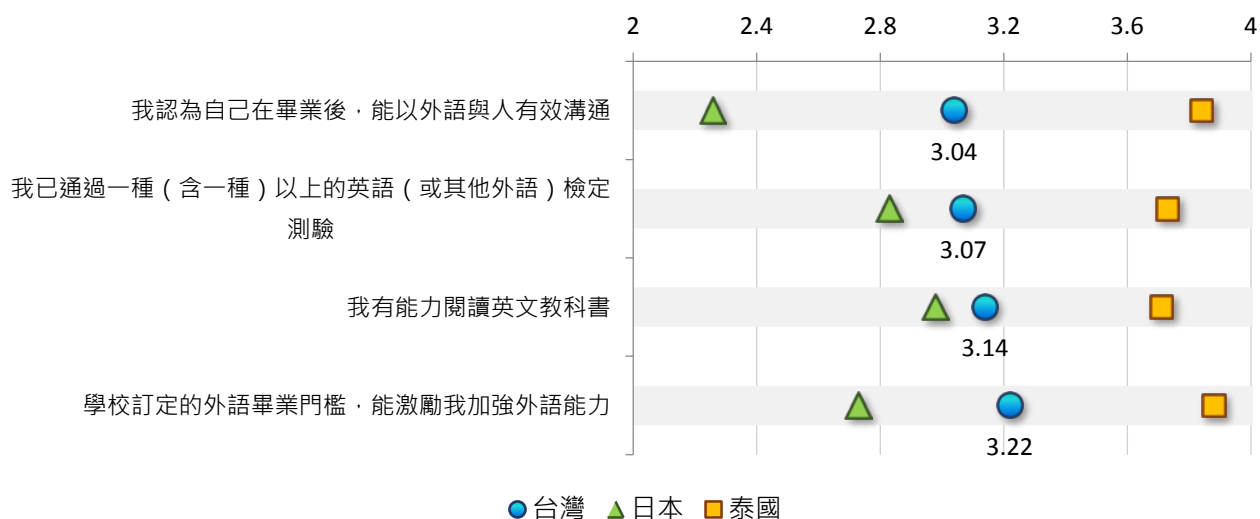 2 2.4 2.8 3.2 3.6 4
我認為自己在畢業後，能以外語與人有效溝通
3.04
我已通過一種（含一種）以上的英語（或其他外語）檢定
測驗
3.07
我有能力閱讀英文教科書
3.14
學校訂定的外語畢業門檻，能激勵我加強外語能力
3.22
台灣 日本 泰國